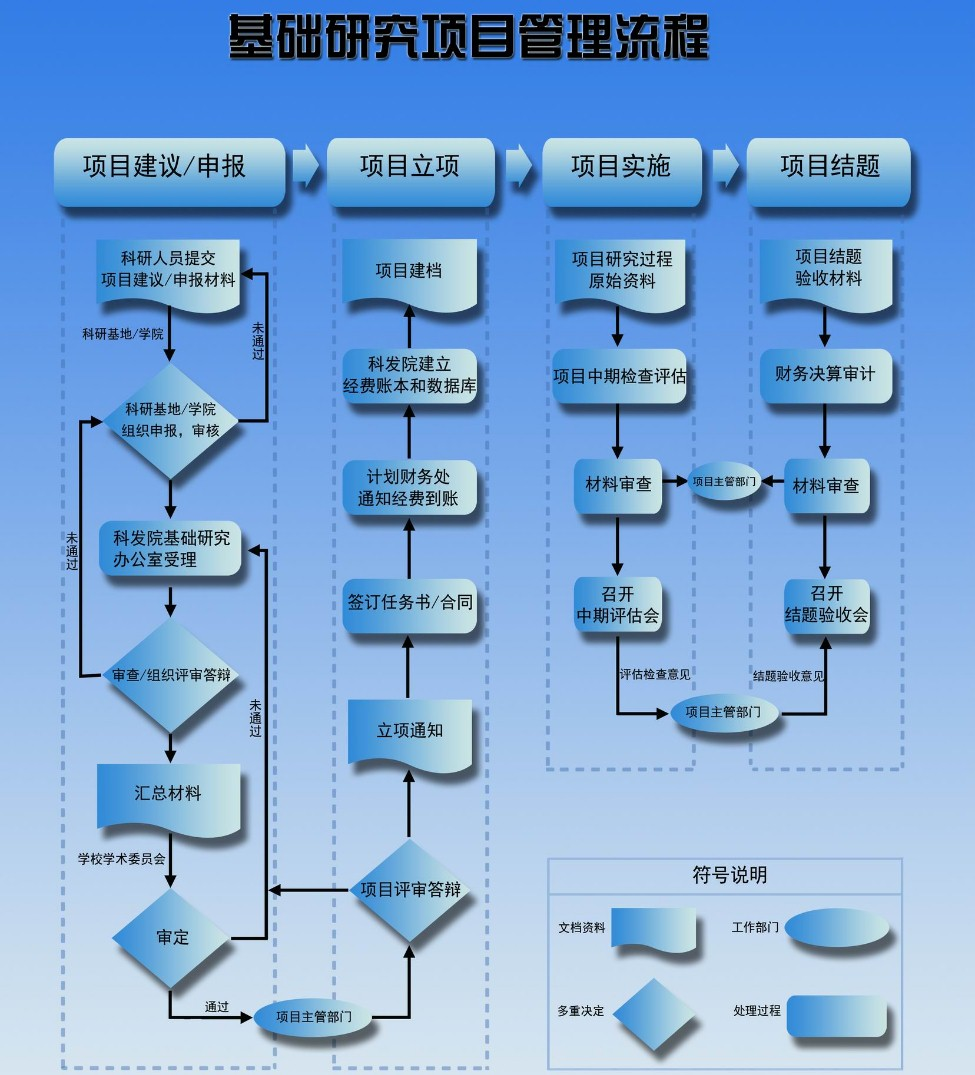 基础研究项目管理流程
项目建议/申报
项目立项
项目实施
项目结题
科研人员提交
项目建议/申报材料
科研基地/学院
未通过
科研基地/学院
组织申报，审核
科发院基础研究
办公室受理
未通过
审查/组织评审答辩
未通过
汇总材料
学校学术委员会
审定
通过
项目主管部门
项目建档
科发院建立
经费账本和数据库
计划财务处
通知经费到账
签订任务书/合同
立项通知
项目评审答辩
项目研究过程
原始资料
项目中期检查评估
材料审查
项目主管部门
召开
中期评估会
评估检查意见
项目主管部门
项目结题
验收材料
财务决算审计
材料审查
召开
结题验收会
结题验收意见
符号说明
文档资料
工作部门
多重决定
处理过程